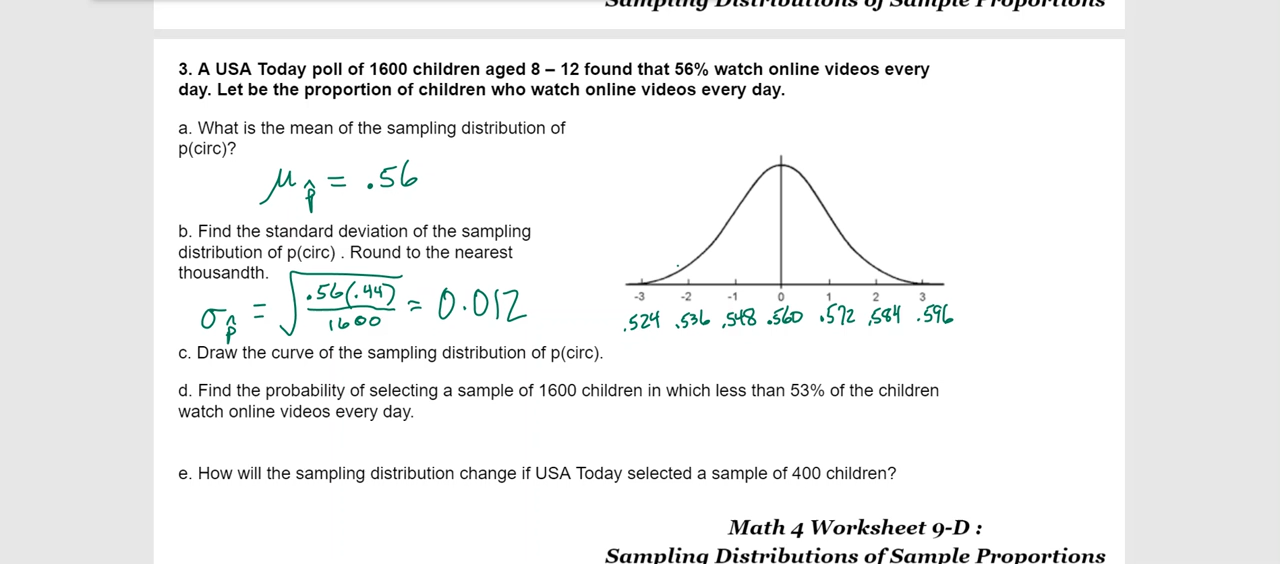 Sampling Distributions of Sample Proportions
3. A USA Today poll of 1600 children aged 8 – 12 found that 56% watch online videos every
day. Let be the proportion of children who watch online videos every day.
a. What is the mean of the sampling distribution of
p(circ)?
μp̂ = .56
b. Find the standard deviation of the sampling
distribution of p(circ) . Round to the nearest
thousandth.
σp̂ = √(.56(.44)/1600) = 0.012
-3 -2 -1 0 1 2 3
.524 .536 .548 .560 .572 .584 .596
c. Draw the curve of the sampling distribution of p(circ).
d. Find the probability of selecting a sample of 1600 children in which less than 53% of the children
watch online videos every day.
e. How will the sampling distribution change if USA Today selected a sample of 400 children?
Math 4 Worksheet 9-D :
Sampling Distributions of Sample Proportions